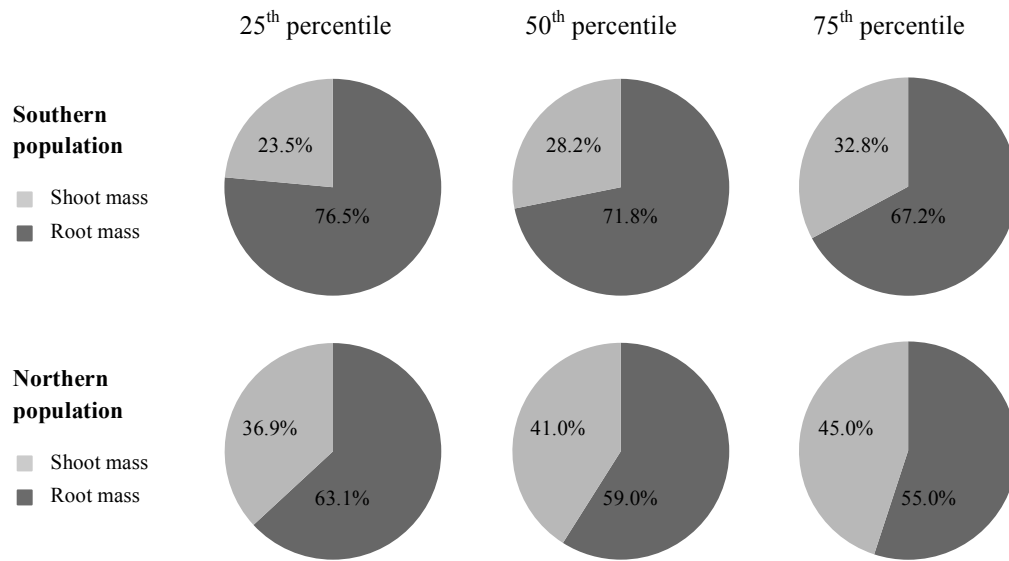 25th percentile 50th percentile 75th percentile
Southern
population
Shoot mass
Root mass
23.5%
76.5%
28.2%
71.8%
32.8%
67.2%
Northern
population
Shoot mass
Root mass
36.9%
63.1%
41.0%
59.0%
45.0%
55.0%